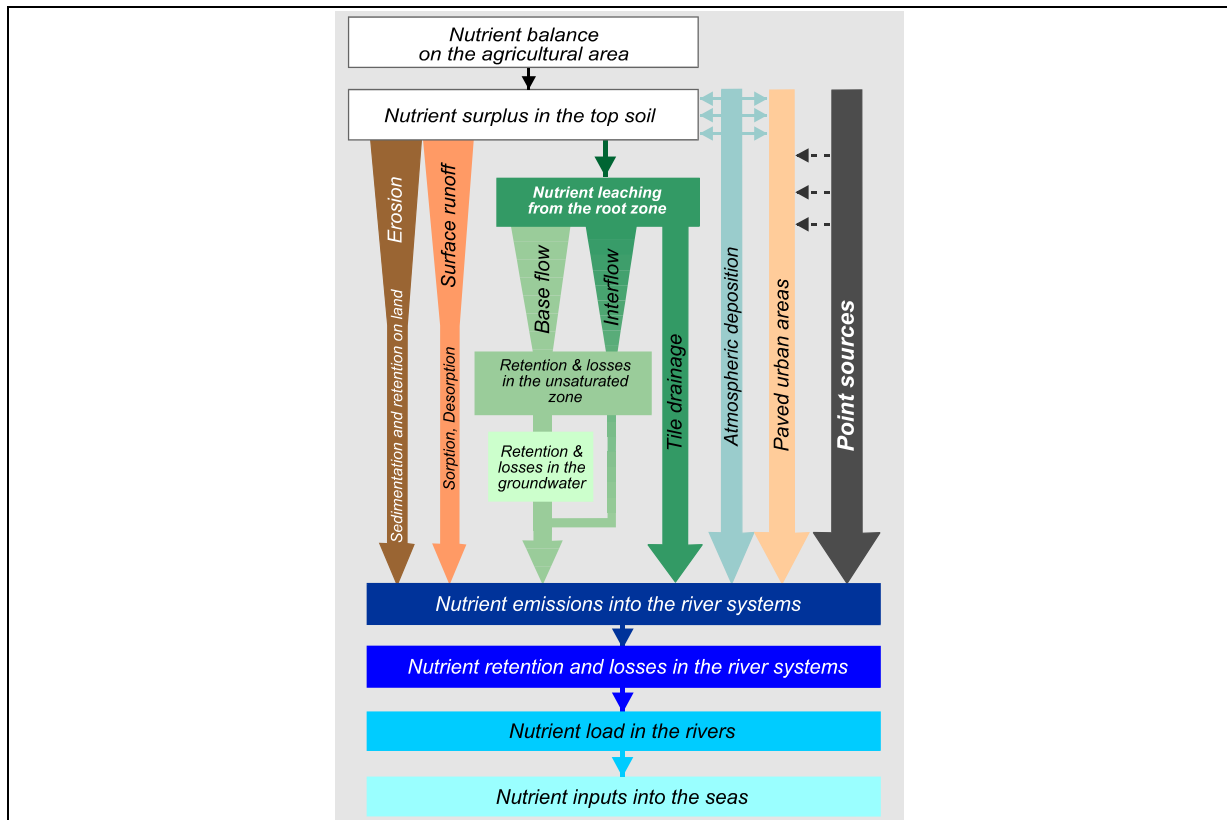 Nutrient balance
on the agricultural area
Nutrient surplus in the top soil
Nutrient leaching
from the root zone
Erosion
Sedimentation and retention on land
Surface runoff
Sorption, Desorption
Base flow
Interflow
Retention & losses
in the unsaturated
zone
Retention &
losses in the
groundwater
Tile drainage
Atmospheric deposition
Paved urban areas
Point sources
Nutrient emissions into the river systems
Nutrient retention and losses in the river systems
Nutrient load in the rivers
Nutrient inputs into the seas